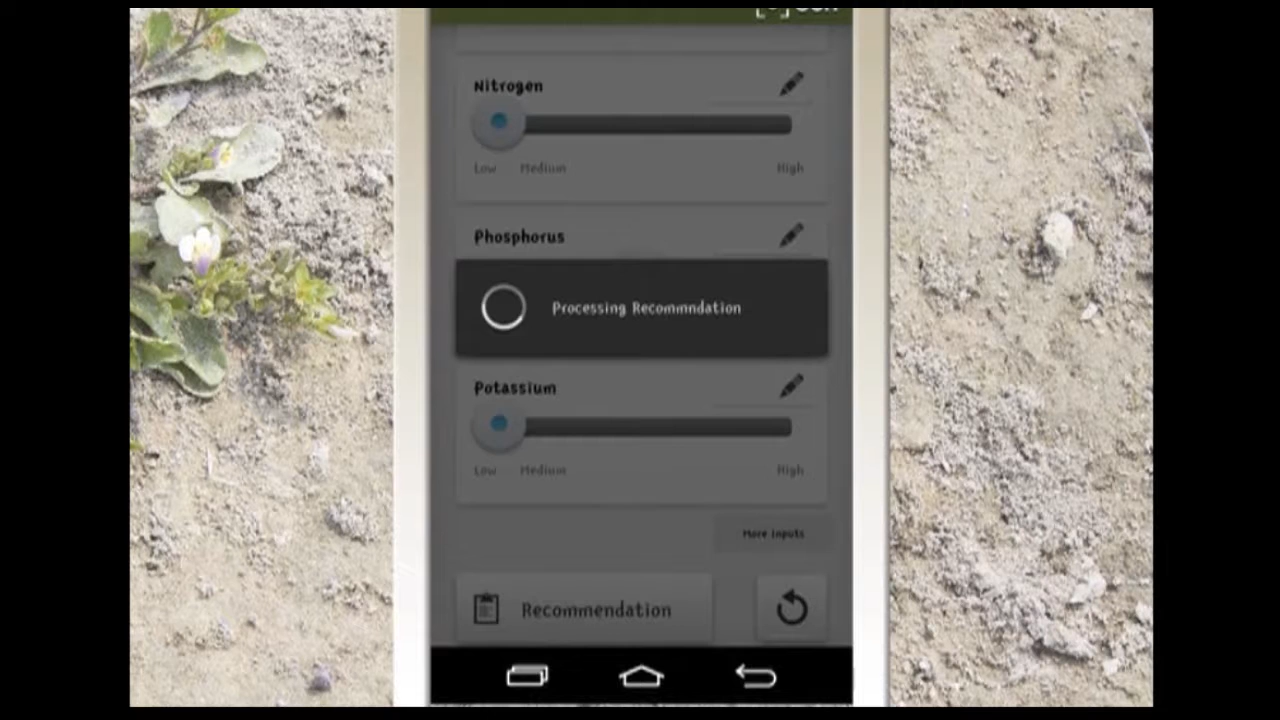 Nitrogen
Low Medium High
Phosphorus
Processing Recommndation
Potassium
Low Medium High
More inputs
Recommendation